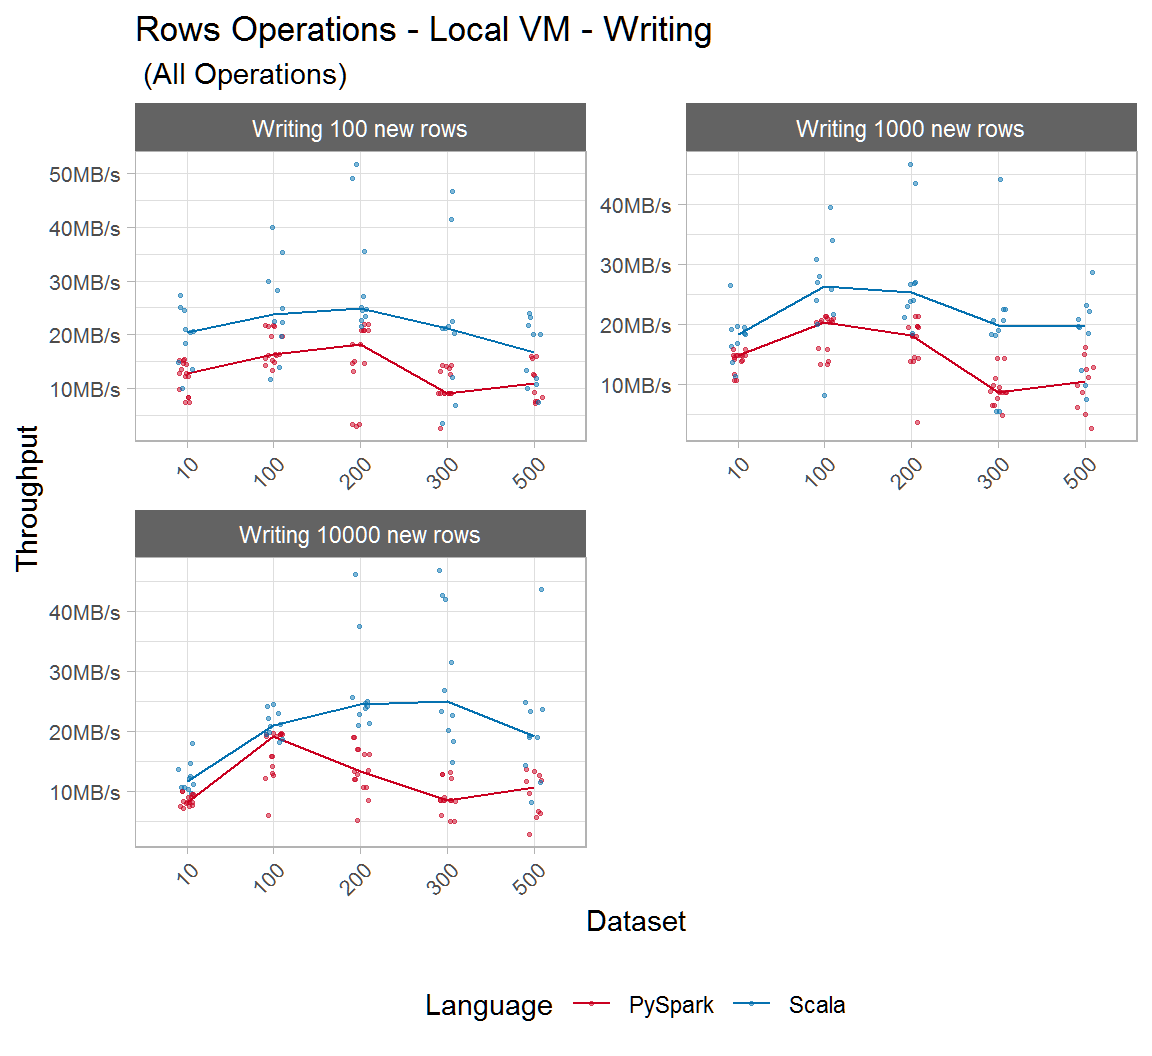 Rows Operations - Local VM - Writing
(All Operations)
Writing 100 new rows
50MB/s
40MB/s
30MB/s
20MB/s
10MB/s
10
100
200
300
500
Writing 1000 new rows
40MB/s
30MB/s
20MB/s
10MB/s
10
100
200
300
500
Throughput
Writing 10000 new rows
40MB/s
30MB/s
20MB/s
10MB/s
10
100
200
300
500
Dataset
Language PySpark Scala